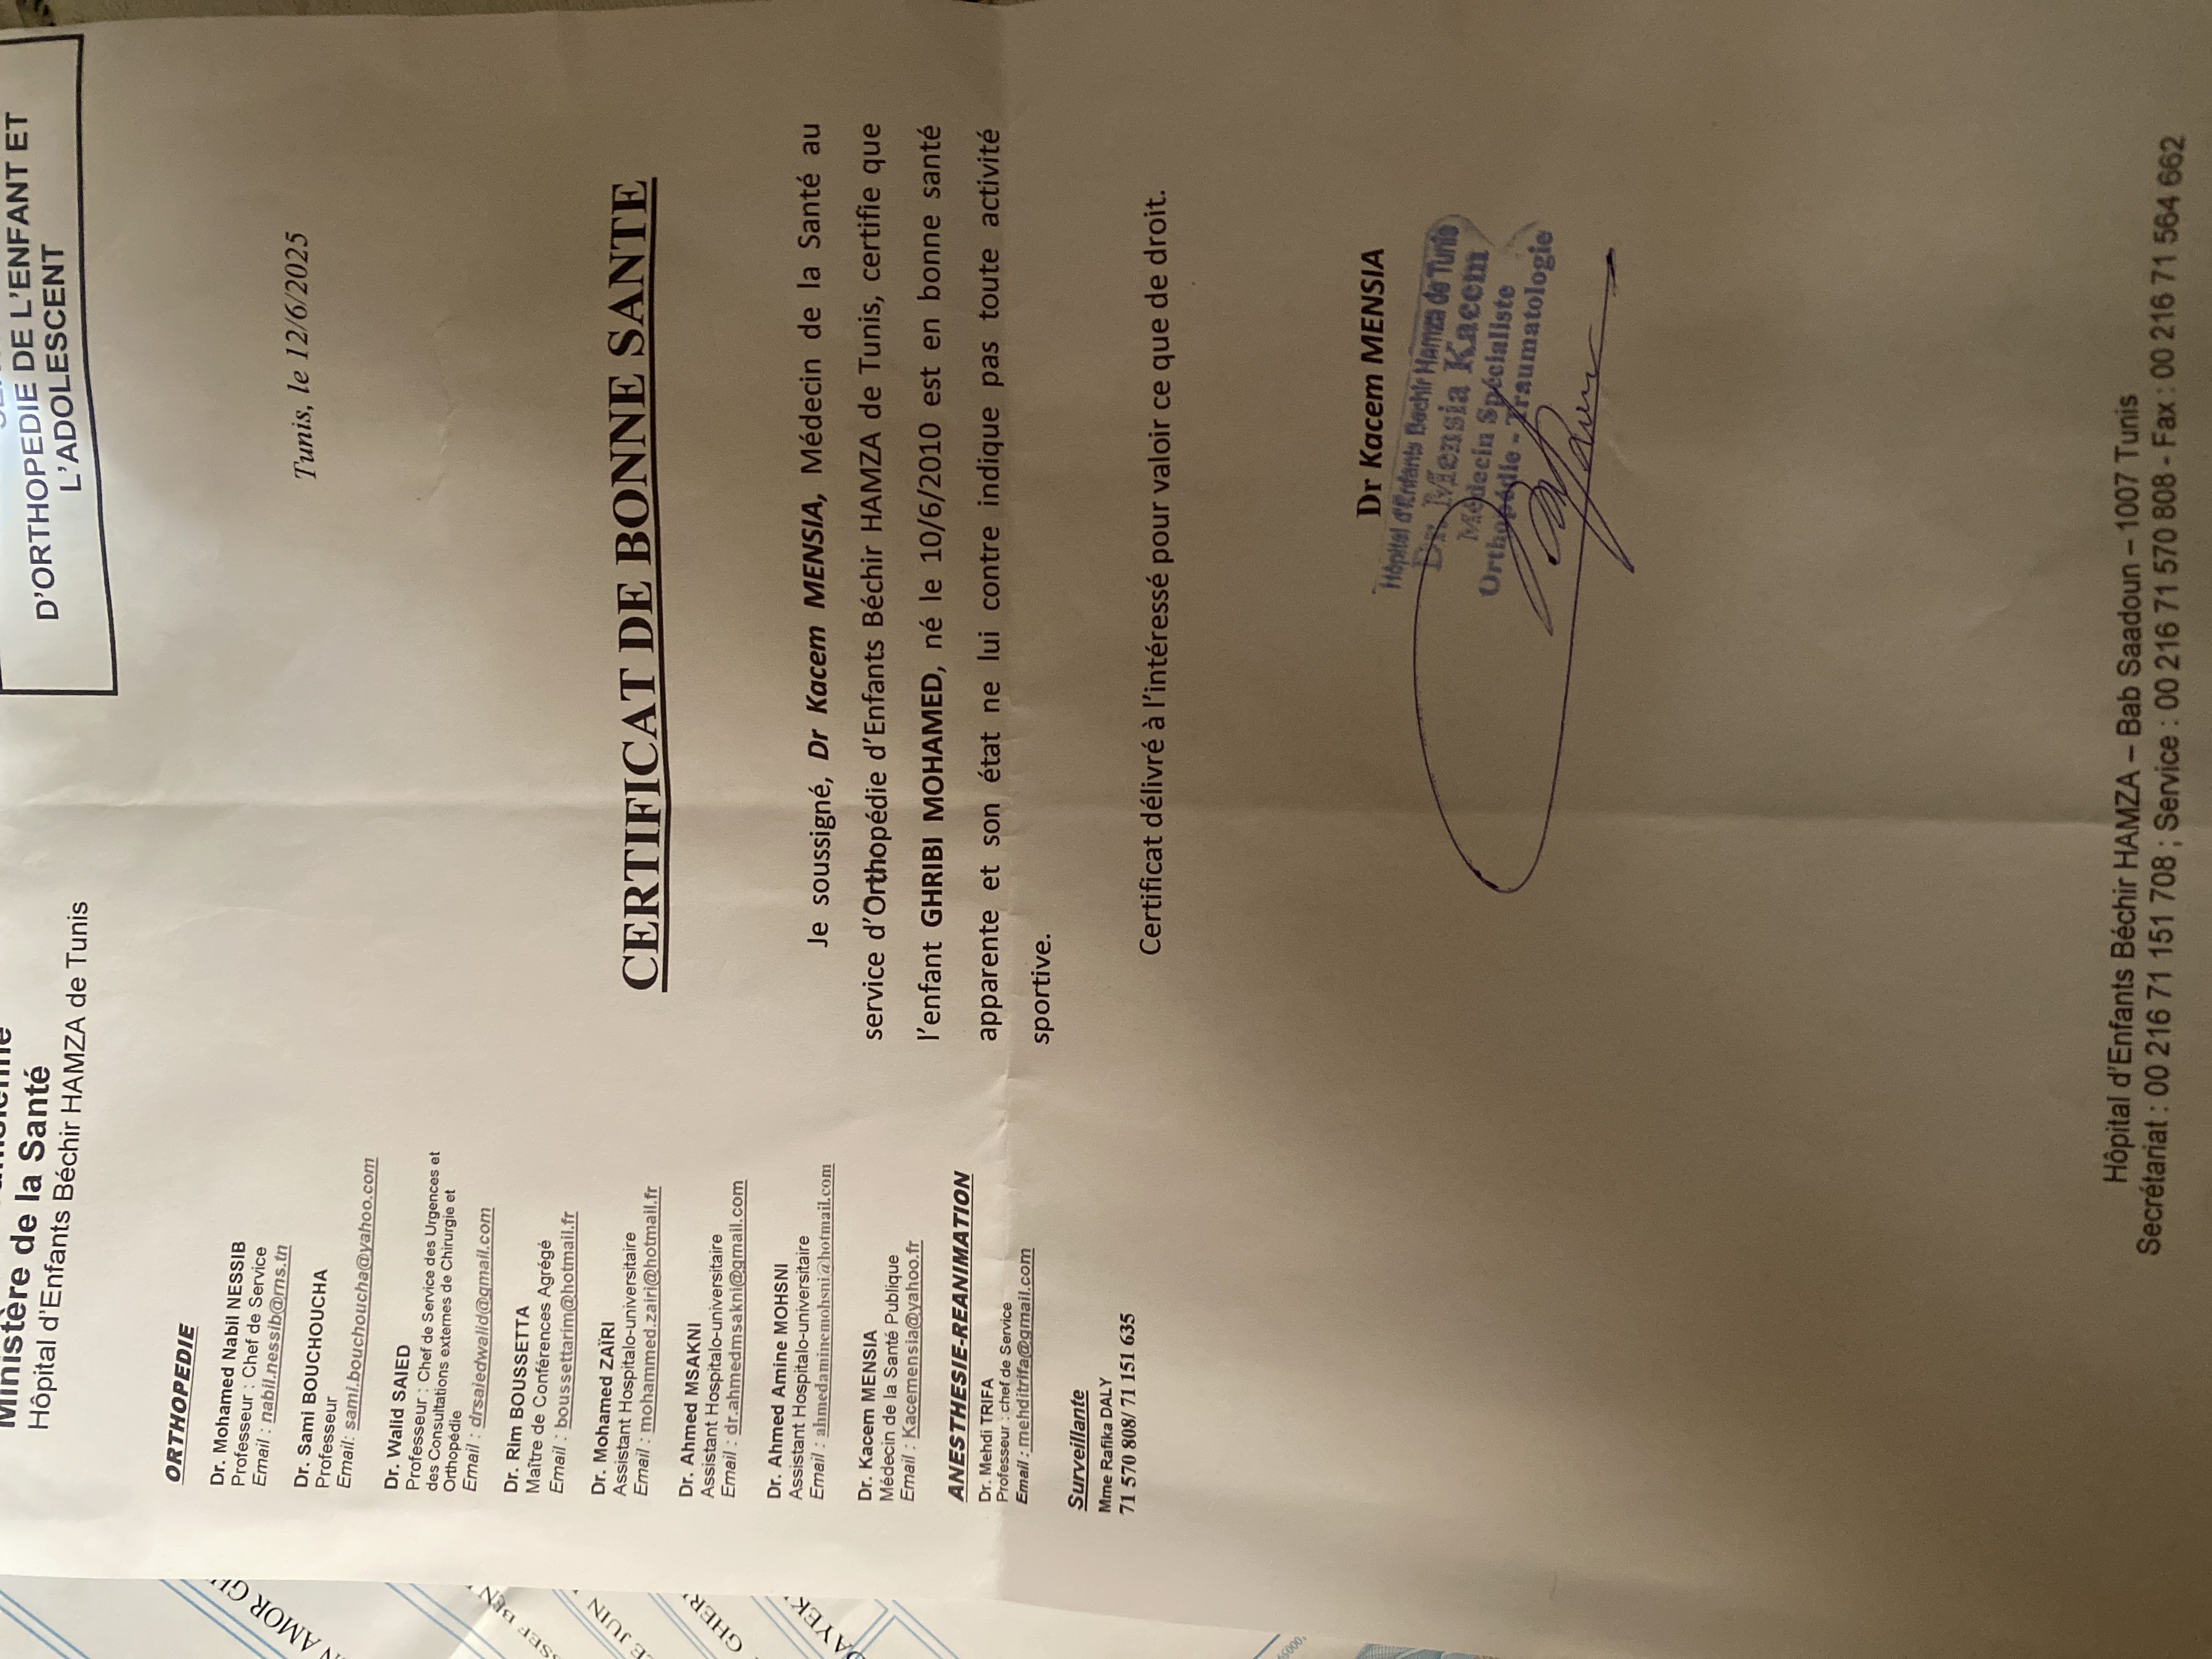 Ministère de la Santé
Hôpital d'Enfants Béchir HAMZA de Tunis
D'ORTHOPEDIE DE L'ENFANT ET
L'ADOLESCENT
Tunis, le 12/6/2025
ORTHOPEDIE
Dr. Mohamed Nabil NESSIB
Professeur : Chef de Service
Email : nabil.nessib@rns.tn
Dr. Sami BOUCHOUCHA
Professeur
Email: sami.bouchoucha@yahoo.com
Dr. Walid SAIED
Professeur : Chef de Service des Urgences et
des Consultations externes de Chirurgie et
Orthopédie
Email : drsaiedwalid@gmail.com
Dr. Rim BOUSSETTA
Maître de Conférences Agrégé
Email : boussettarim@hotmail.fr
Dr. Mohamed ZAÏRI
Assistant Hospitalo-universitaire
Email : mohammed.zairi@hotmail.fr
Dr. Ahmed MSAKNI
Assistant Hospitalo-universitaire
Email : dr.ahmedmsakni@gmail.com
Dr. Ahmed Amine MOHSNI
Assistant Hospitalo-universitaire
Email : ahmedaminemohsni@hotmail.com
Dr. Kacem MENSIA
Médecin de la Santé Publique
Email : Kacemensia@yahoo.fr
ANESTHESIE-REANIMATION
Dr. Mehdi TRIFA
Professeur : chef de Service
Email : mehditrifa@gmail.com
Surveillante
Mme Rafika DALY
71 570 808/ 71 151 635
CERTIFICAT DE BONNE SANTE
Je soussigné, Dr Kacem MENSIA, Médecin de la Santé au
service d'Orthopédie d'Enfants Béchir HAMZA de Tunis, certifie que
l'enfant GHRIBI MOHAMED, né le 10/6/2010 est en bonne santé
apparente et son état ne lui contre indique pas toute activité
sportive.
Certificat délivré à l'intéressé pour valoir ce que de droit.
Dr Kacem MENSIA
Hôpital d'Enfants Bechir Hamza de Tunis
Dr. Mensia Kacem
Médecin Spécialiste
Orthopédie - Traumatologie
Hôpital d'Enfants Béchir HAMZA – Bab Saadoun – 1007 Tunis
Secrétariat : 00 216 71 151 708 ; Service : 00 216 71 570 808 - Fax : 00 216 71 564 662
AMOR
JUIN